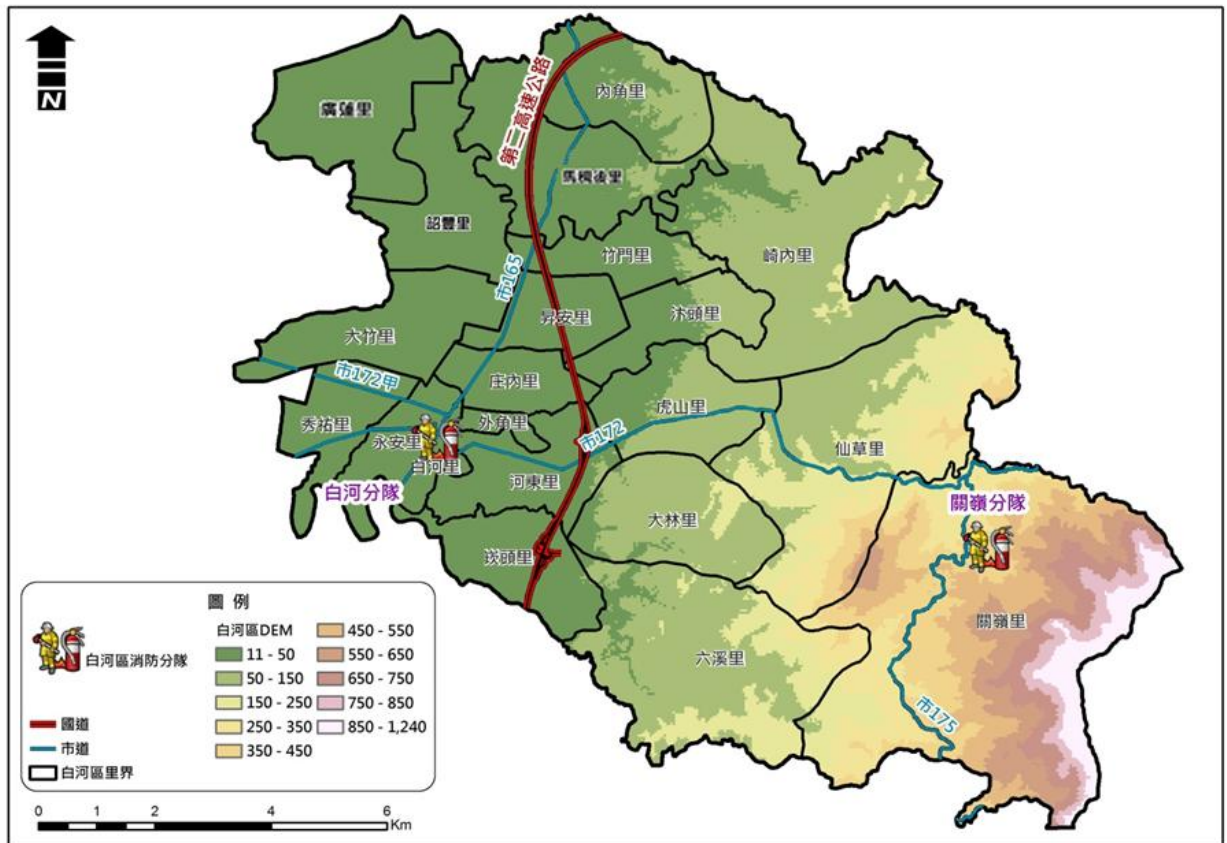 N
第二高速公路
內角里
廣蓮里
馬稠後里
詔豐里
竹門里
崎內里
市165
昇安里
汴頭里
大竹里
市172甲
庄內里
秀祐里
外角里
虎山里
永安里
市172
白河里
仙草里
河東里
白河分隊
大林里
關嶺分隊
崁頭里
關嶺里
六溪里
市175
圖 例
白河區消防分隊
國道
市道
白河區里界
白河區DEM
11 - 50
50 - 150
150 - 250
250 - 350
350 - 450
450 - 550
550 - 650
650 - 750
750 - 850
850 - 1,240
0 1 2 4 6
Km